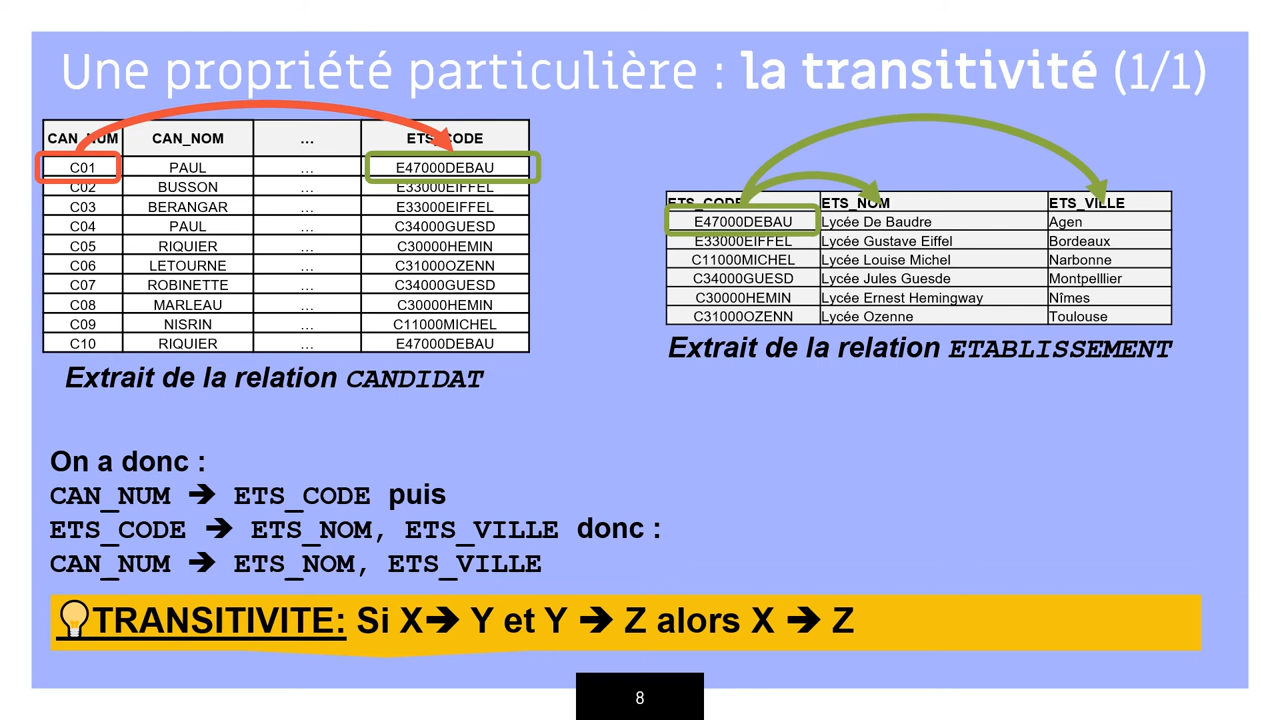 Une propriété particulière : la transitivité (1/1)
CAN_NUM CAN_NOM ... ETS_CODE
C01 PAUL ... E47000DEBAU
C02 BUSSON ... E33000EIFFEL
C03 BERANGAR ... E33000EIFFEL
C04 PAUL ... C34000GUESD
C05 RIQUIER ... C30000HEMIN
C06 LETOURNE ... C31000OZENN
C07 ROBINETTE ... C34000GUESD
C08 MARLEAU ... C30000HEMIN
C09 NISRIN ... C11000MICHEL
C10 RIQUIER ... E47000DEBAU
Extrait de la relation CANDIDAT
ETS_CODE ETS_NOM ETS_VILLE
E47000DEBAU Lycée De Baudre Agen
E33000EIFFEL Lycée Gustave Eiffel Bordeaux
C11000MICHEL Lycée Louise Michel Narbonne
C34000GUESD Lycée Jules Guesde Montpelllier
C30000HEMIN Lycée Ernest Hemingway Nîmes
C31000OZENN Lycée Ozenne Toulouse
Extrait de la relation ETABLISSEMENT
On a donc :
CAN_NUM ➔ ETS_CODE puis
ETS_CODE ➔ ETS_NOM, ETS_VILLE donc :
CAN_NUM ➔ ETS_NOM, ETS_VILLE
TRANSITIVITE: Si X➔ Y et Y ➔ Z alors X ➔ Z
8